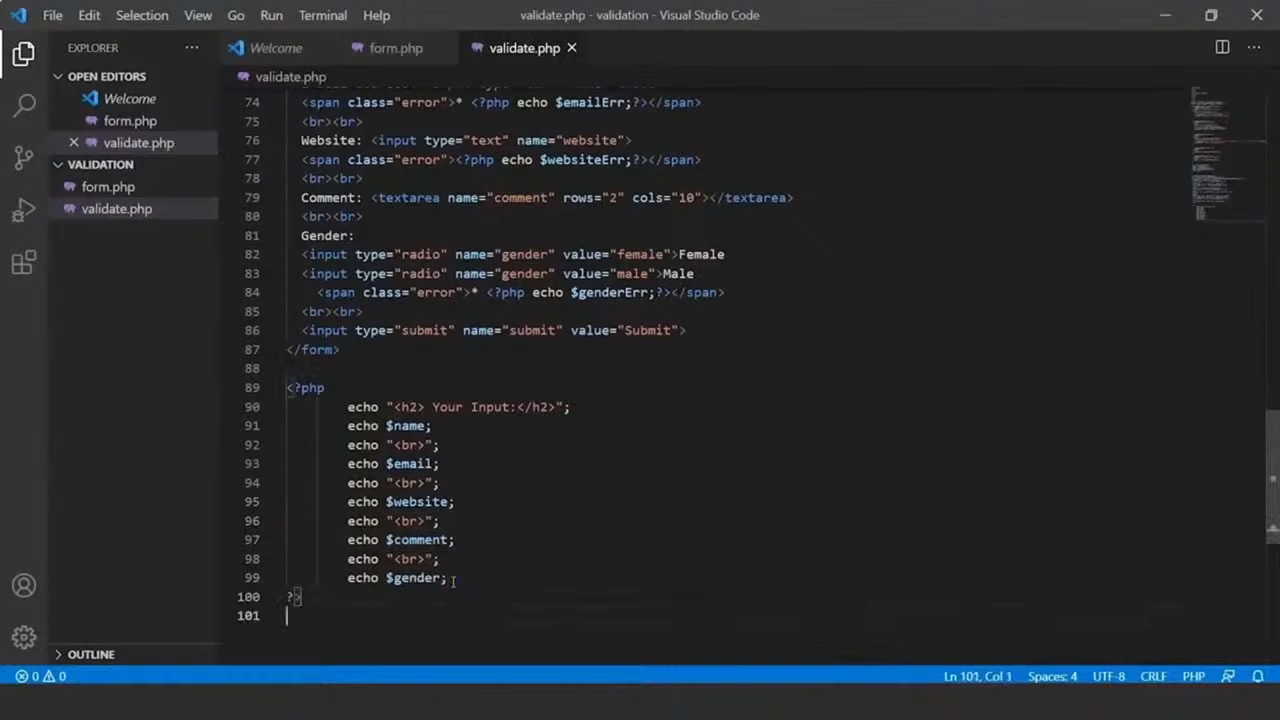 File Edit Selection View Go Run Terminal Help validate.php - validation - Visual Studio Code
EXPLORER
OPEN EDITORS
Welcome
form.php
validate.php
VALIDATION
form.php
validate.php
OUTLINE
Welcome form.php validate.php
validate.php
74 <span class="error">* <?php echo $emailErr;?></span>
75 <br><br>
76 Website: <input type="text" name="website">
77 <span class="error"><?php echo $websiteErr;?></span>
78 <br><br>
79 Comment: <textarea name="comment" rows="2" cols="10"></textarea>
80 <br><br>
81 Gender:
82 <input type="radio" name="gender" value="female">Female
83 <input type="radio" name="gender" value="male">Male
84 <span class="error">* <?php echo $genderErr;?></span>
85 <br><br>
86 <input type="submit" name="submit" value="Submit">
87 </form>
88
89 <?php
90 echo "<h2> Your Input:</h2>";
91 echo $name;
92 echo "<br>";
93 echo $email;
94 echo "<br>";
95 echo $website;
96 echo "<br>";
97 echo $comment;
98 echo "<br>";
99 echo $gender;
100 ?>
101
0 0 Ln 101, Col 1 Spaces: 4 UTF-8 CRLF PHP